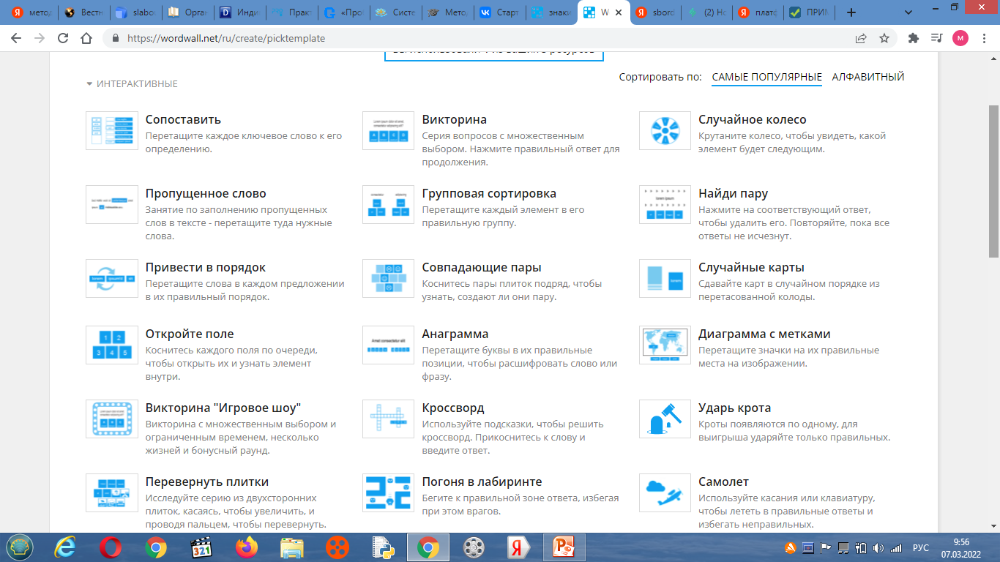 метод
Вестн
slabo
Орган
Инди
Практ
«Про
Систе
Мето
Старт
знаки
W
sbord
(2) Но
платф
ПРИМ
https://wordwall.net/ru/create/picktemplate
M
ИНТЕРАКТИВНЫЕ
Сортировать по: САМЫЕ ПОПУЛЯРНЫЕ АЛФАВИТНЫЙ
Сопоставить
Перетащите каждое ключевое слово к его
определению.
Викторина
Серия вопросов с множественным
выбором. Нажмите правильный ответ для
продолжения.
Случайное колесо
Крутаните колесо, чтобы увидеть, какой
элемент будет следующим.
Пропущенное слово
Занятие по заполнению пропущенных
слов в тексте - перетащите туда нужные
слова.
Групповая сортировка
Перетащите каждый элемент в его
правильную группу.
Найди пару
Нажмите на соответствующий ответ,
чтобы удалить его. Повторяйте, пока все
ответы не исчезнут.
Привести в порядок
Перетащите слова в каждом предложении
в их правильный порядок.
Совпадающие пары
Коснитесь пары плиток подряд, чтобы
узнать, создают ли они пару.
Случайные карты
Сдавайте карт в случайном порядке из
перетасованной колоды.
Откройте поле
Коснитесь каждого поля по очереди,
чтобы открыть их и узнать элемент
внутри.
Анаграмма
Перетащите буквы в их правильные
позиции, чтобы расшифровать слово или
фразу.
Диаграмма с метками
Перетащите значки на их правильные
места на изображении.
Викторина "Игровое шоу"
Викторина с множественным выбором и
ограниченным временем, несколько
жизней и бонусный раунд.
Кроссворд
Используйте подсказки, чтобы решить
кроссворд. Прикоснитесь к слову и
введите ответ.
Ударь крота
Кроты появляются по одному, для
выигрыша ударяйте только правильных.
Перевернуть плитки
Исследуйте серию из двухсторонних
плиток, касаясь, чтобы увеличить, и
проводя пальцем, чтобы перевернуть.
Погоня в лабиринте
Бегите к правильной зоне ответа, избегая
при этом врагов.
Самолет
Используйте касания или клавиатуру,
чтобы лететь в правильные ответы и
избегать неправильных.
РУС
9:56
07.03.2022